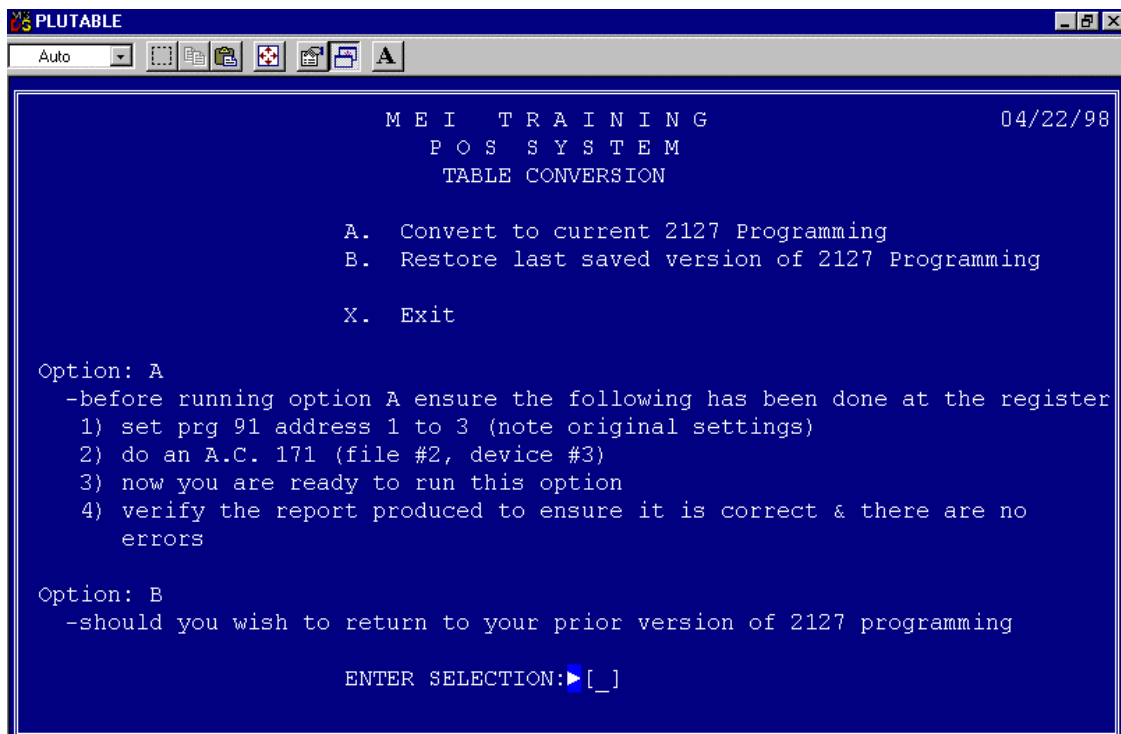 PLUTABLE
Auto
A
M E I T R A I N I N G 04/22/98
P O S S Y S T E M
TABLE CONVERSION
A. Convert to current 2127 Programming
B. Restore last saved version of 2127 Programming
X. Exit
Option: A
-before running option A ensure the following has been done at the register
1) set prg 91 address 1 to 3 (note original settings)
2) do an A.C. 171 (file #2, device #3)
3) now you are ready to run this option
4) verify the report produced to ensure it is correct & there are no
errors
Option: B
-should you wish to return to your prior version of 2127 programming
ENTER SELECTION:►[_]